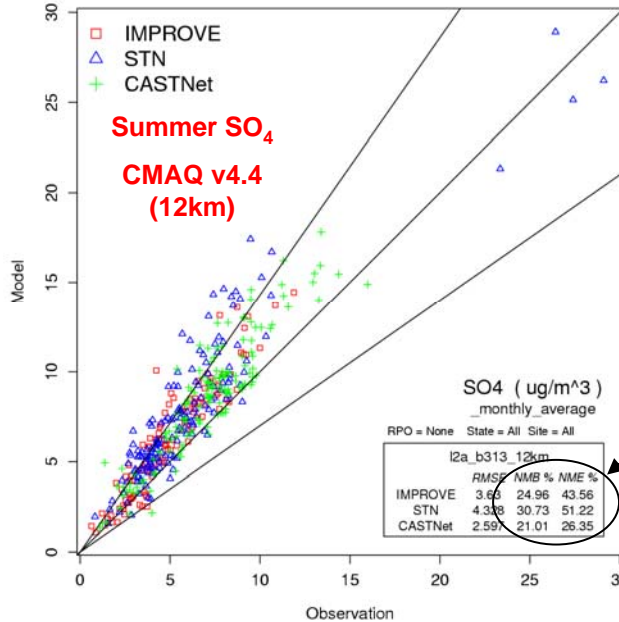 30
IMPROVE
STN
CASTNet
25
Summer SO4
CMAQ v4.4
(12km)
20
15
Model
10
5
0
SO4 ( ug/m^3 )
_monthly_average
RPO = None State = All Site = All
l2a_b313_12km
RMSE NMB % NME %
IMPROVE 3.63 24.96 43.56
STN 4.328 30.73 51.22
CASTNet 2.597 21.01 26.35
0 5 10 15 20 25 30
Observation